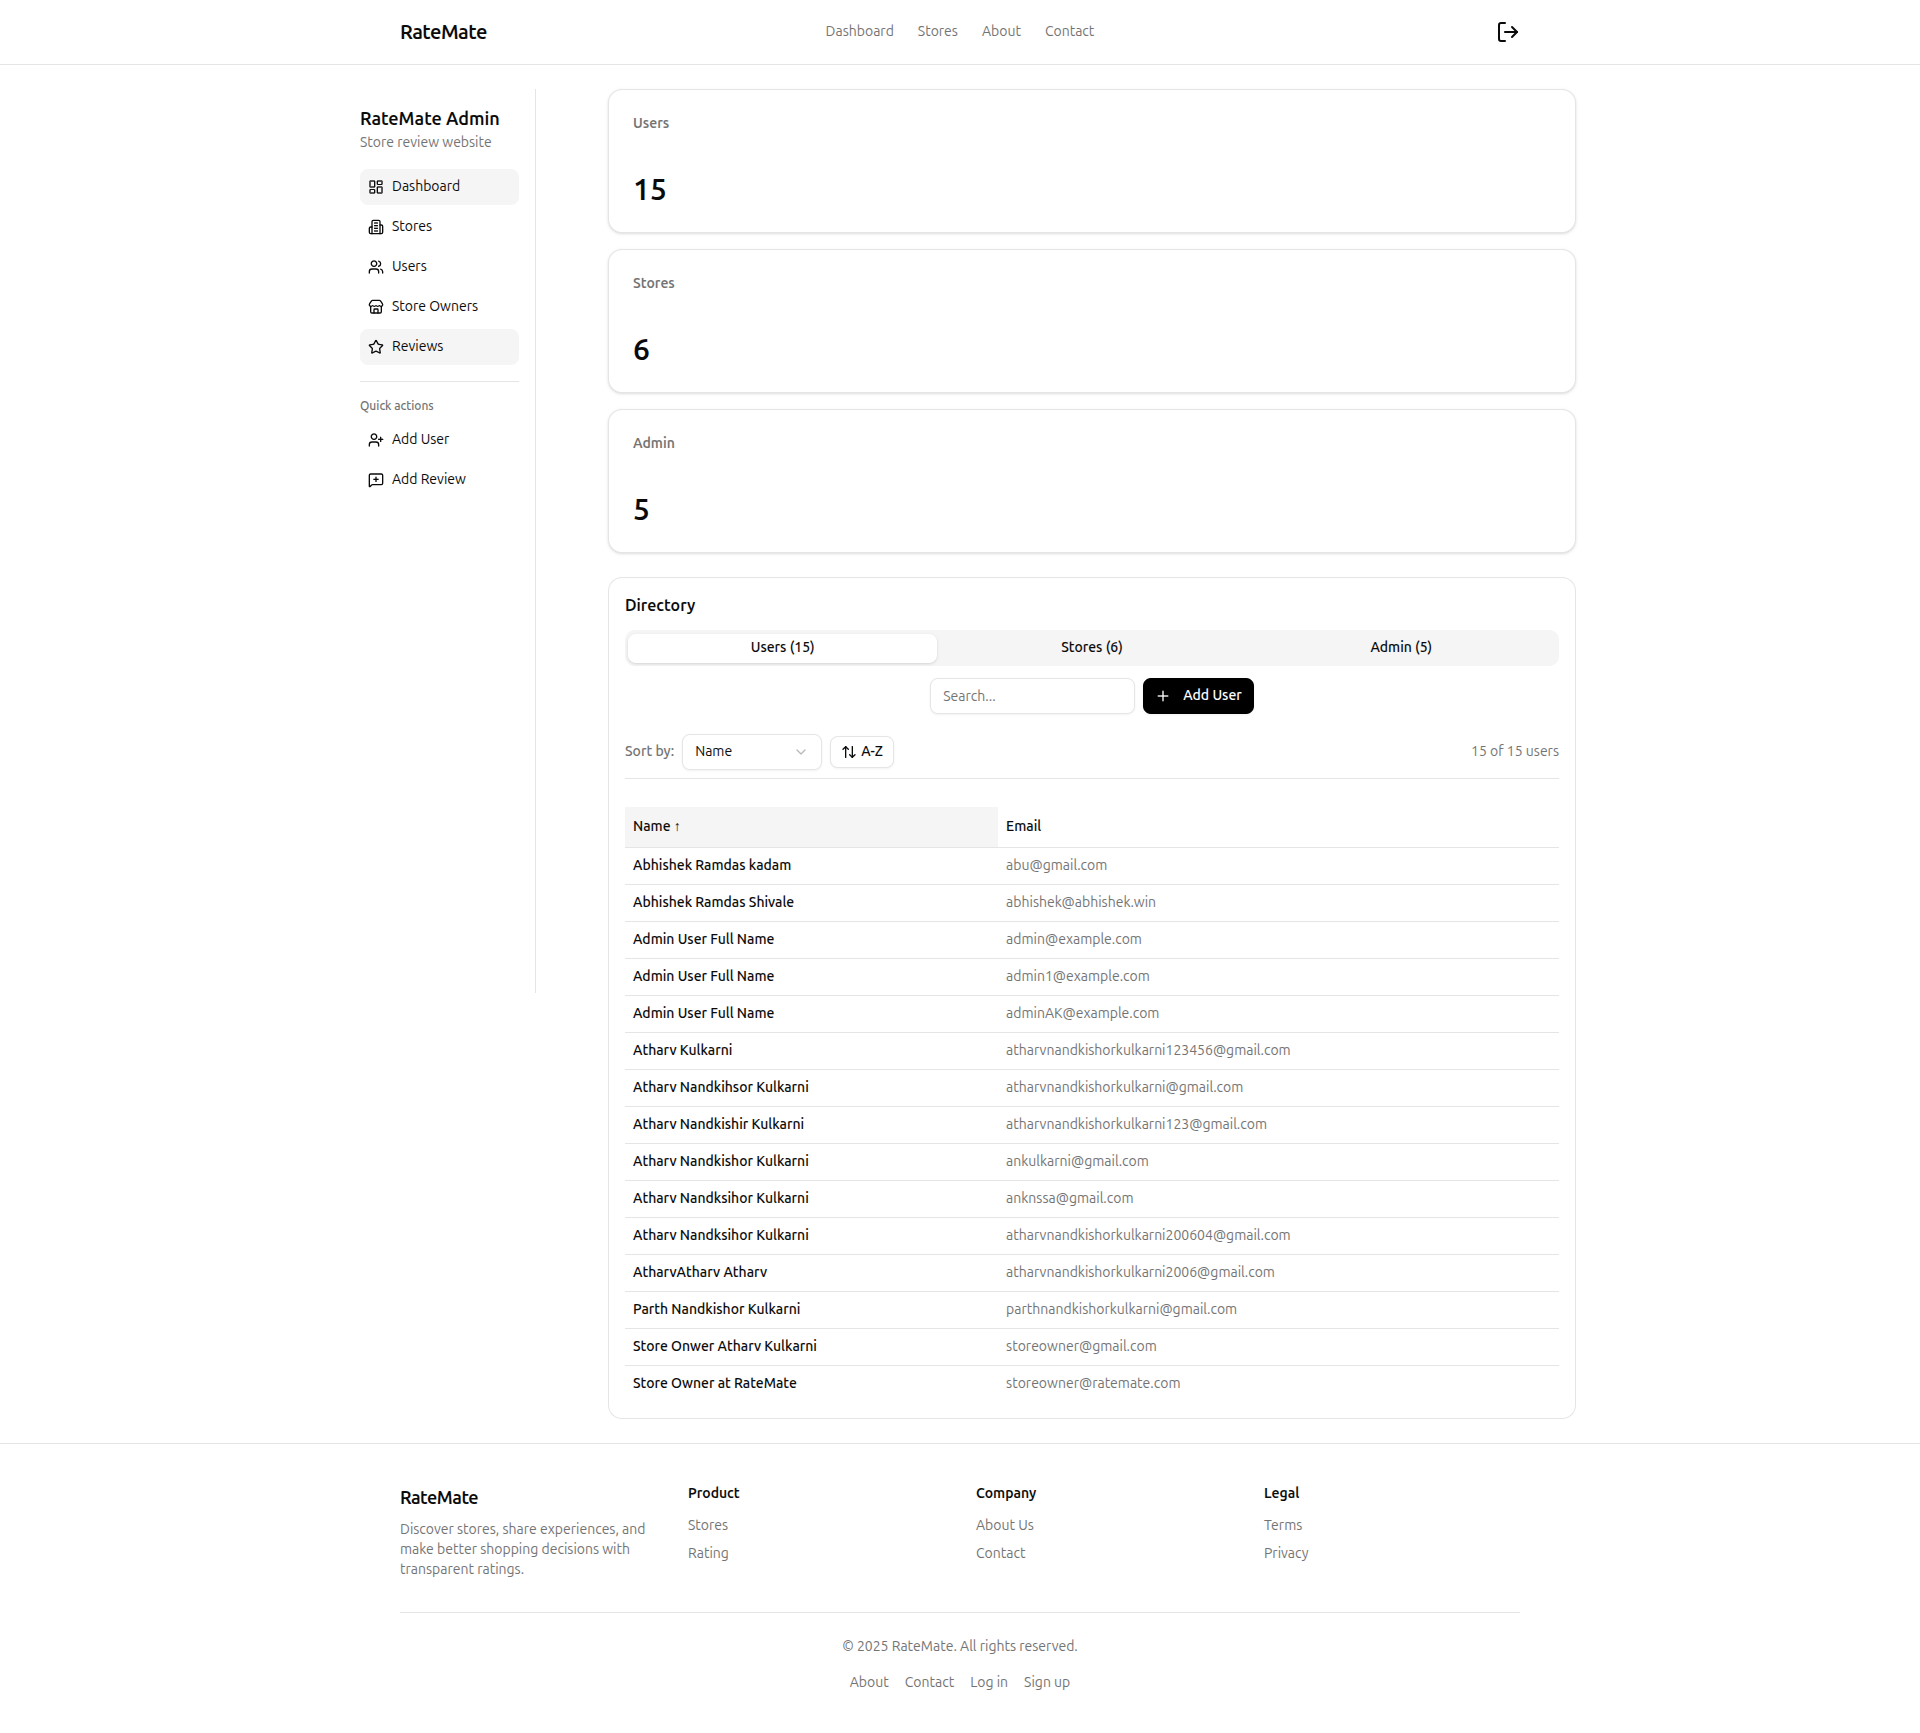 RateMate
Dashboard Stores About Contact
RateMate Admin
Store review website
Dashboard
Stores
Users
Store Owners
Reviews
Quick actions
Add User
Add Review
Users
15
Stores
6
Admin
5
Directory
Users (15) Stores (6) Admin (5)
Search... + Add User
Sort by: Name A-Z 15 of 15 users
Name ↑ Email
Abhishek Ramdas kadam abu@gmail.com
Abhishek Ramdas Shivale abhishek@abhishek.win
Admin User Full Name admin@example.com
Admin User Full Name admin1@example.com
Admin User Full Name adminAK@example.com
Atharv Kulkarni atharvnandkishorkulkarni123456@gmail.com
Atharv Nandkihsor Kulkarni atharvnandkishorkulkarni@gmail.com
Atharv Nandkishir Kulkarni atharvnandkishorkulkarni123@gmail.com
Atharv Nandkishor Kulkarni ankulkarni@gmail.com
Atharv Nandksihor Kulkarni anknssa@gmail.com
Atharv Nandksihor Kulkarni atharvnandkishorkulkarni200604@gmail.com
AtharvAtharv Atharv atharvnandkishorkulkarni2006@gmail.com
Parth Nandkishor Kulkarni parthnandkishorkulkarni@gmail.com
Store Onwer Atharv Kulkarni storeowner@gmail.com
Store Owner at RateMate storeowner@ratemate.com
RateMate
Discover stores, share experiences, and
make better shopping decisions with
transparent ratings.
Product
Stores
Rating
Company
About Us
Contact
Legal
Terms
Privacy
© 2025 RateMate. All rights reserved.
About Contact Log in Sign up